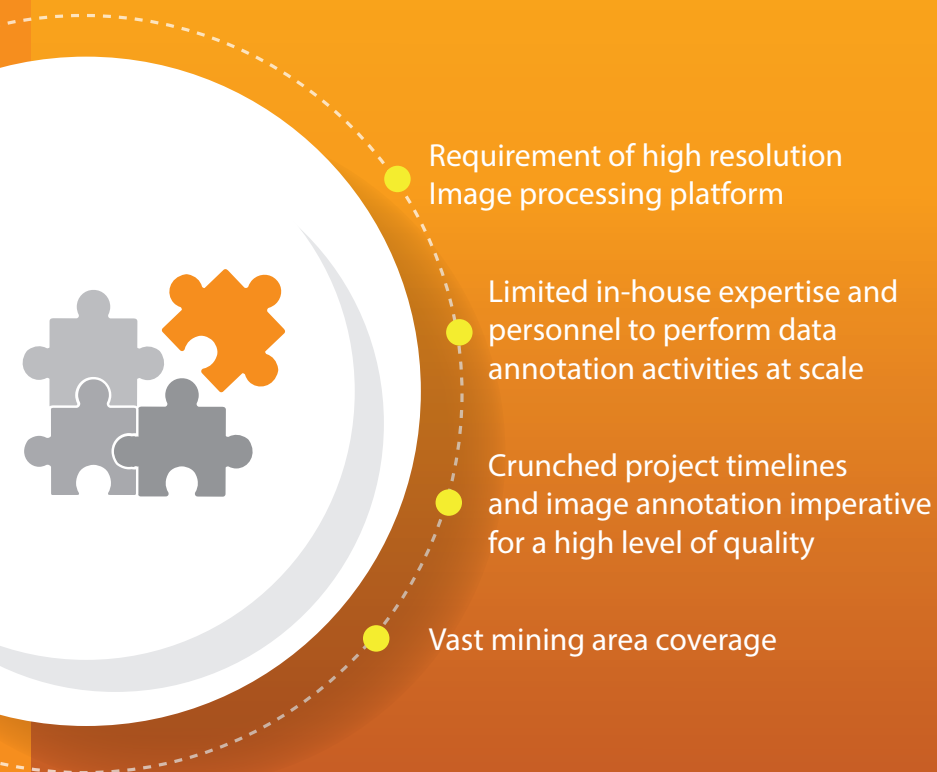 Requirement of high resolution
Image processing platform
Limited in-house expertise and
personnel to perform data
annotation activities at scale
Crunched project timelines
and image annotation imperative
for a high level of quality
Vast mining area coverage